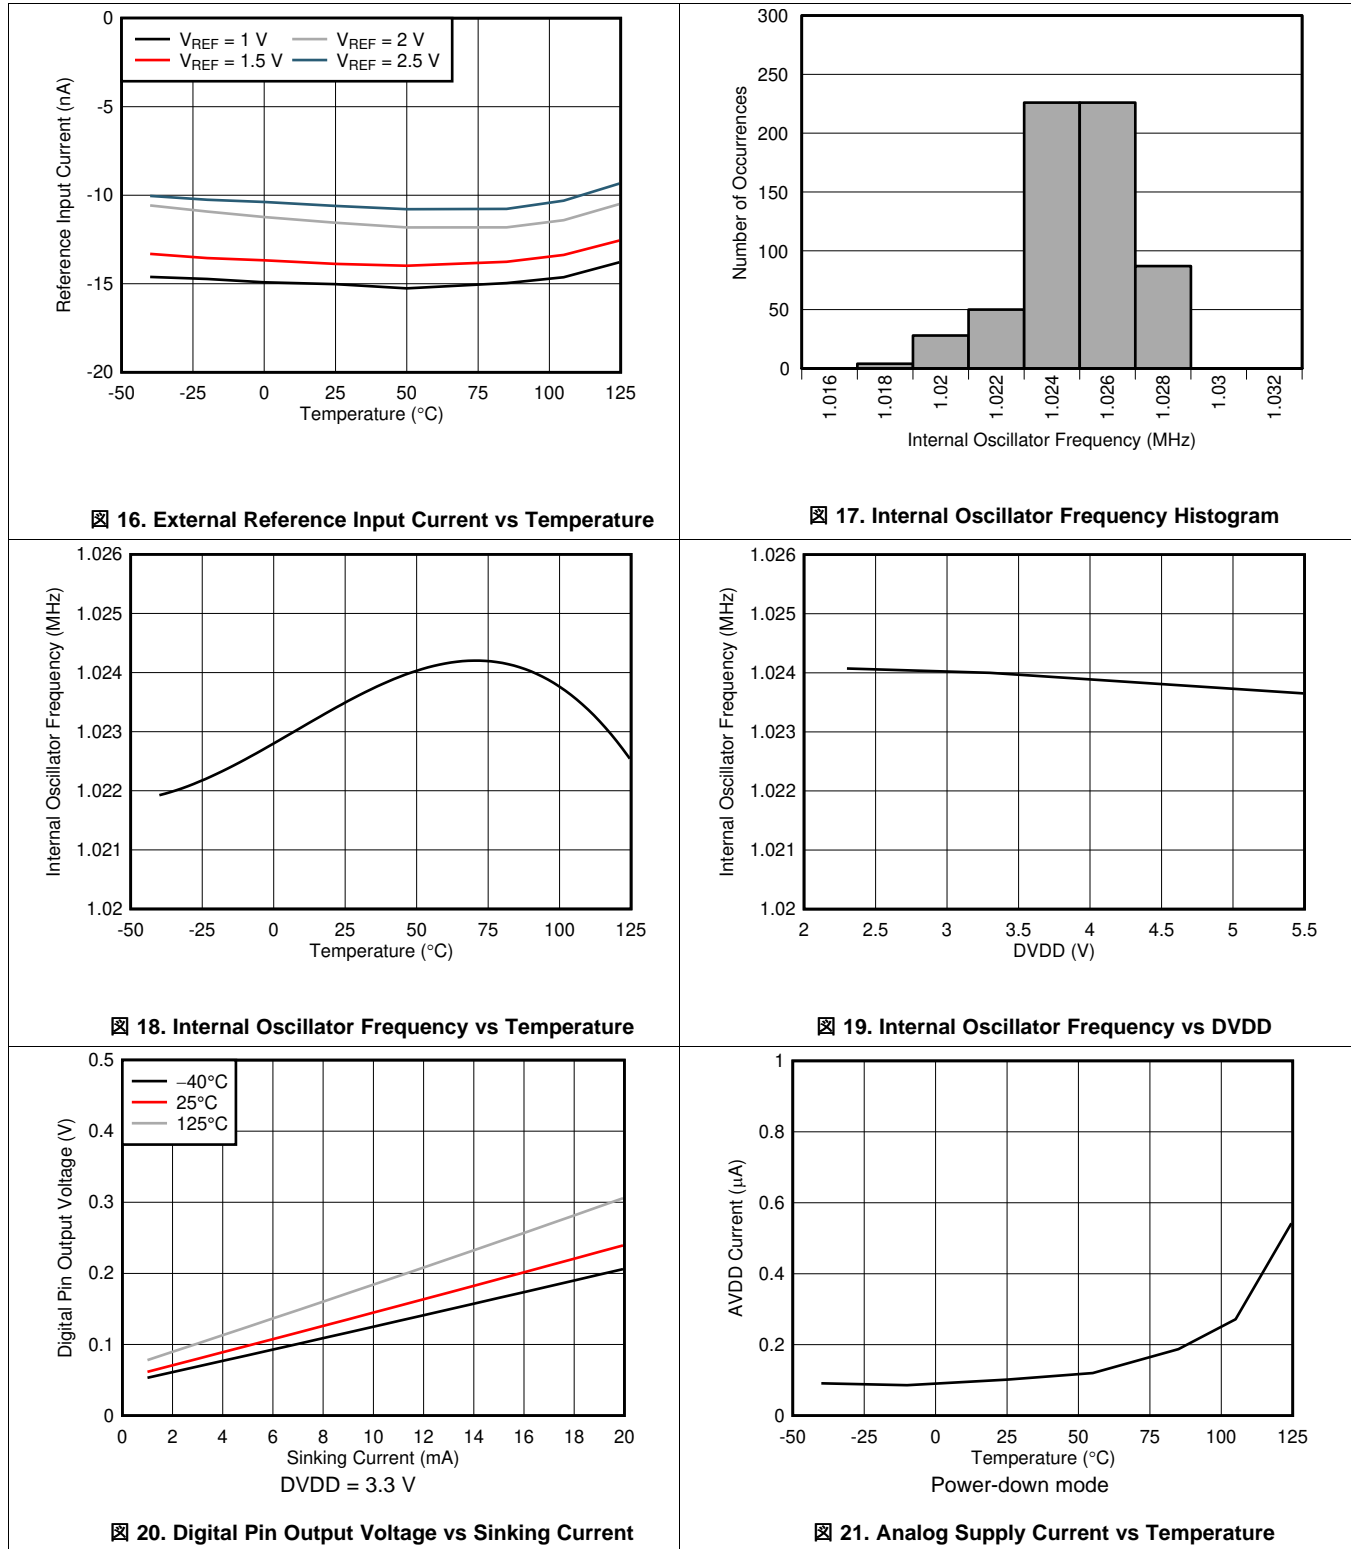 0
-5
-10
-15
-20
Reference Input Current (nA)
V_REF = 1 V
V_REF = 1.5 V
V_REF = 2 V
V_REF = 2.5 V
-50 -25 0 25 50 75 100 125
Temperature (°C)
図 16. External Reference Input Current vs Temperature
300
250
200
150
100
50
0
Number of Occurrences
1.016 1.018 1.02 1.022 1.024 1.026 1.028 1.03 1.032
Internal Oscillator Frequency (MHz)
図 17. Internal Oscillator Frequency Histogram
1.026
1.025
1.024
1.023
1.022
1.021
1.02
Internal Oscillator Frequency (MHz)
-50 -25 0 25 50 75 100 125
Temperature (°C)
図 18. Internal Oscillator Frequency vs Temperature
1.026
1.025
1.024
1.023
1.022
1.021
1.02
Internal Oscillator Frequency (MHz)
2 2.5 3 3.5 4 4.5 5 5.5
DVDD (V)
図 19. Internal Oscillator Frequency vs DVDD
0.5
0.4
0.3
0.2
0.1
0
Digital Pin Output Voltage (V)
–40°C
25°C
125°C
0 2 4 6 8 10 12 14 16 18 20
Sinking Current (mA)
DVDD = 3.3 V
図 20. Digital Pin Output Voltage vs Sinking Current
1
0.8
0.6
0.4
0.2
0
AVDD Current (µA)
-50 -25 0 25 50 75 100 125
Temperature (°C)
Power-down mode
図 21. Analog Supply Current vs Temperature